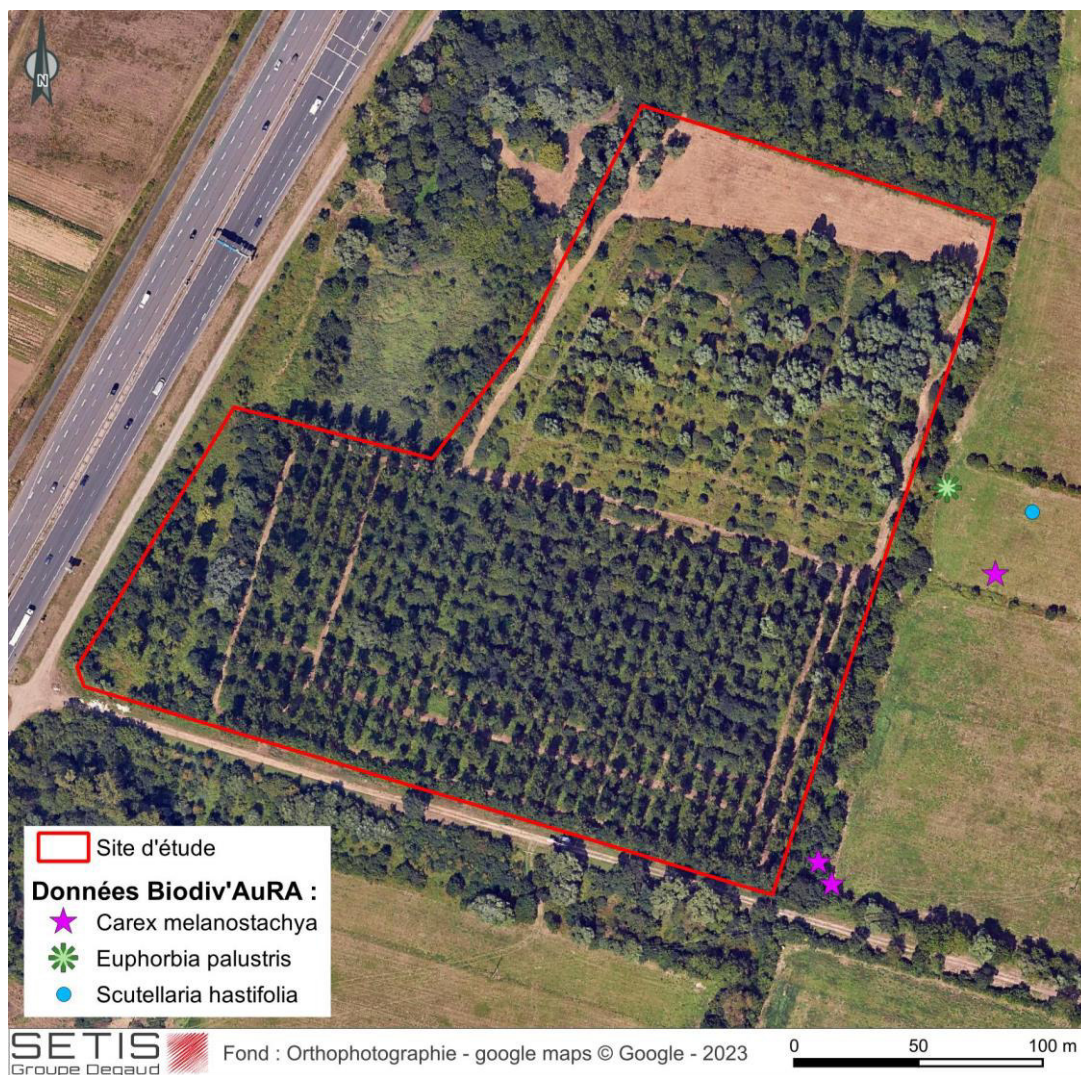 N
Site d'étude
Données Biodiv'AuRA :
Carex melanostachya
Euphorbia palustris
Scutellaria hastifolia
SETIS
Groupe Degaud
Fond : Orthophotographie - google maps © Google - 2023
0 50 100 m